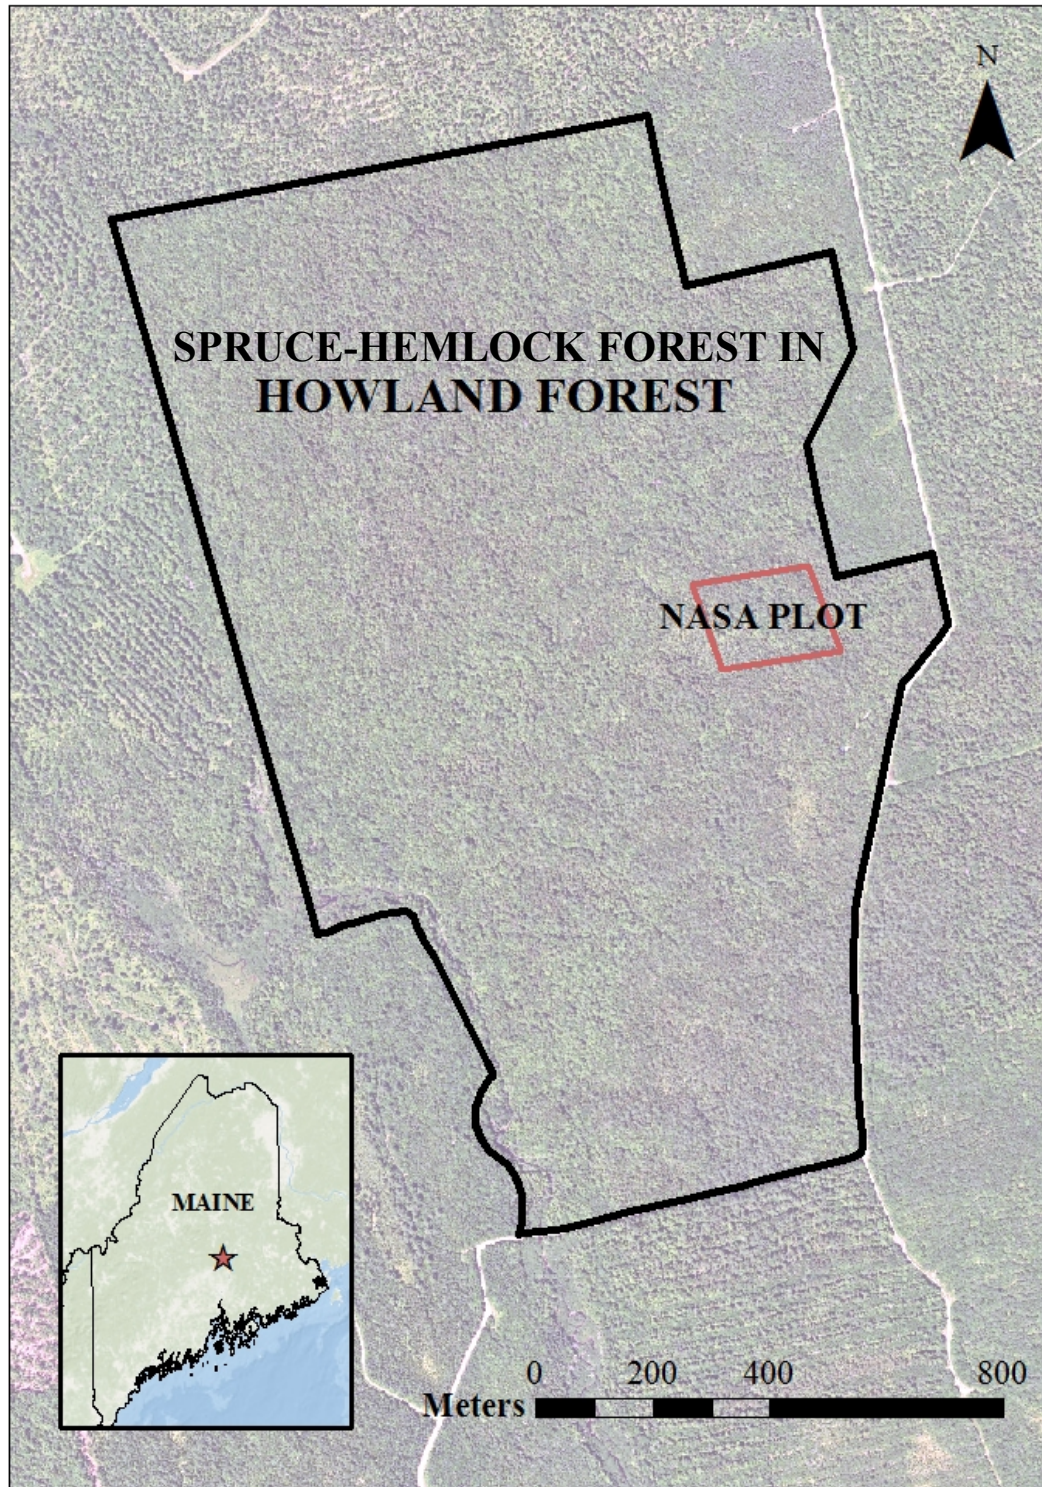 N
SPRUCE-HEMLOCK FOREST IN
HOWLAND FOREST
NASA PLOT
MAINE
0 200 400 800
Meters